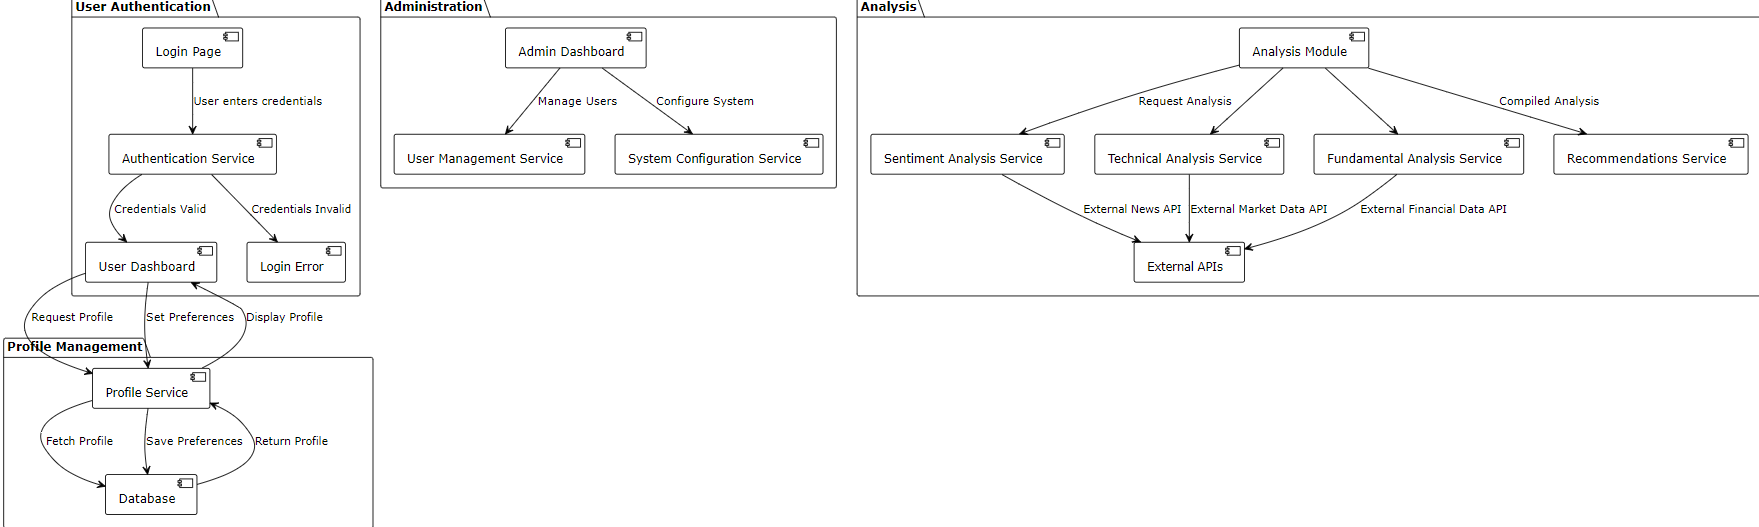 User Authentication
Administration
Analysis
Login Page
Admin Dashboard
Analysis Module
User enters credentials
Manage Users
Configure System
Request Analysis
Compiled Analysis
Authentication Service
User Management Service
System Configuration Service
Sentiment Analysis Service
Technical Analysis Service
Fundamental Analysis Service
Recommendations Service
Credentials Valid
Credentials Invalid
External News API
External Market Data API
External Financial Data API
User Dashboard
Login Error
External APIs
Request Profile
Set Preferences
Display Profile
Profile Management
Profile Service
Fetch Profile
Save Preferences
Return Profile
Database